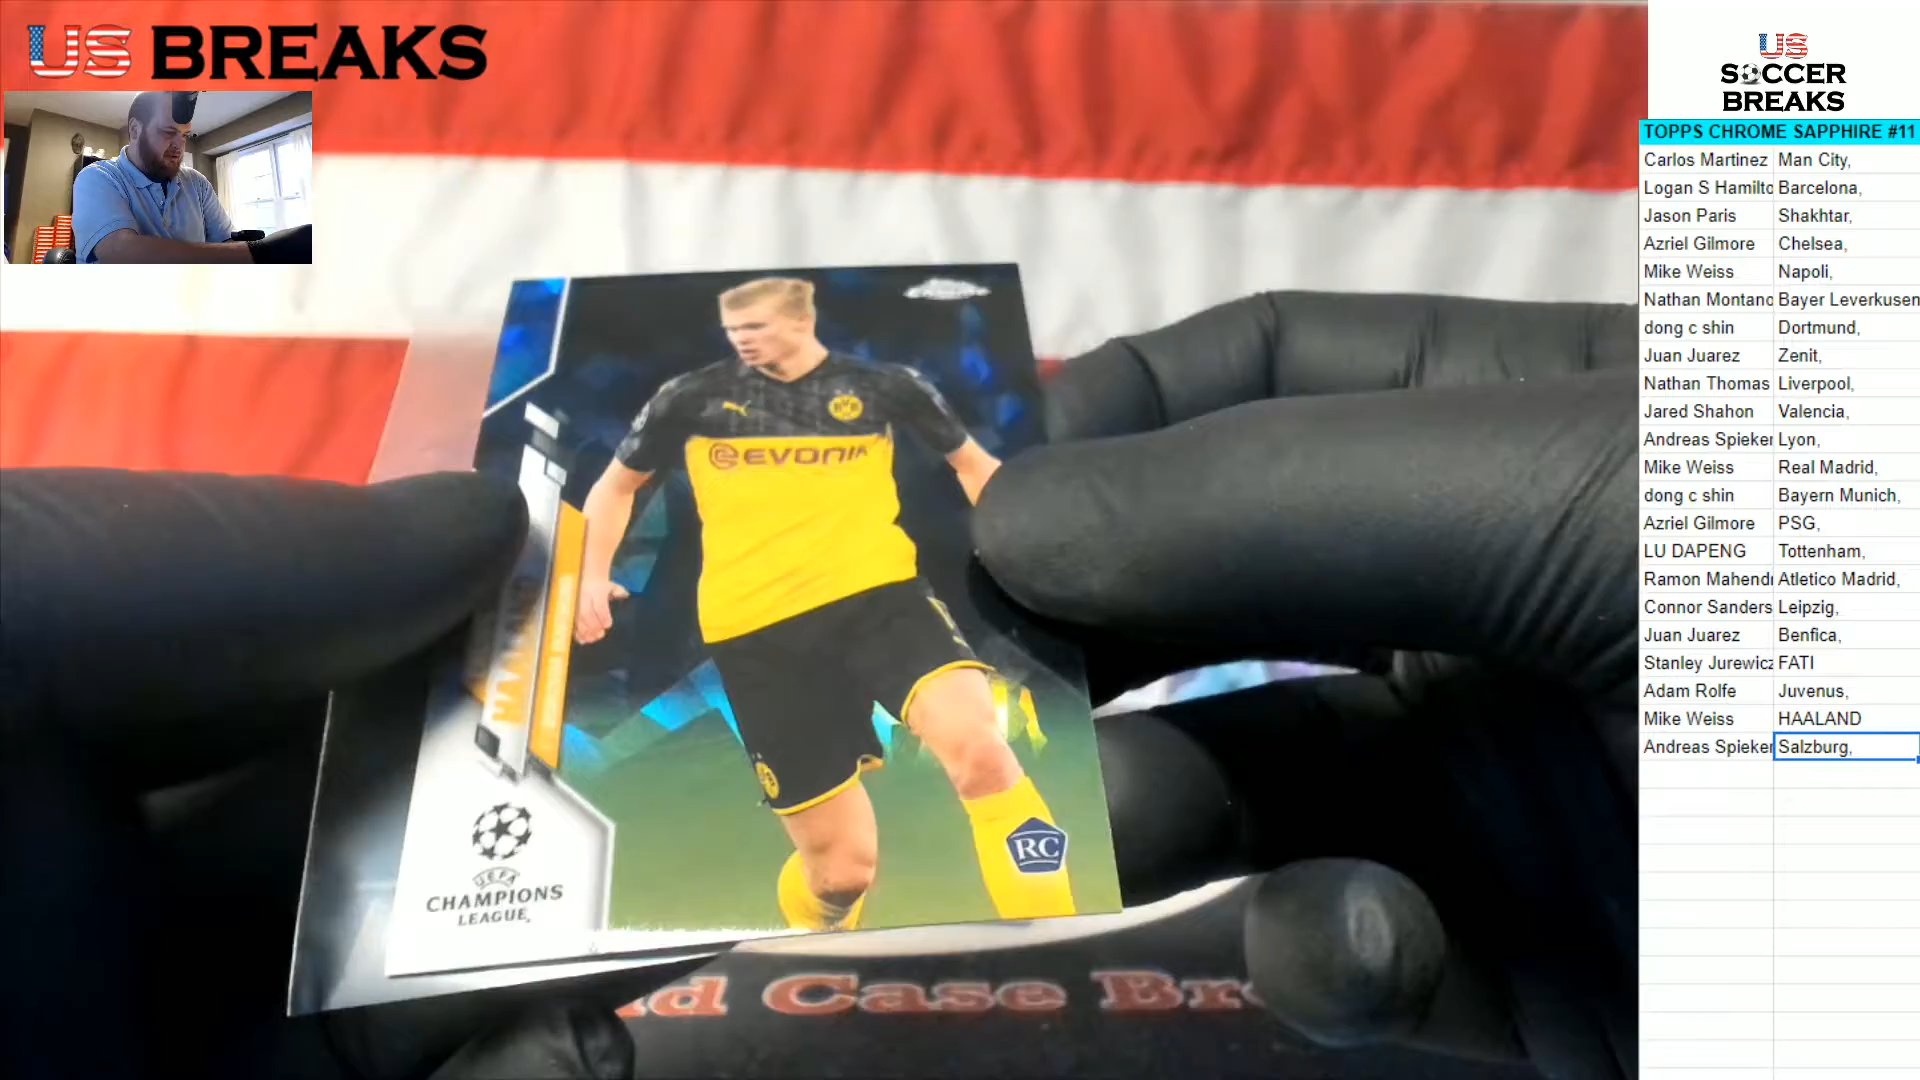 US BREAKS
US
SOCCER
BREAKS
TOPPS CHROME SAPPHIRE #11
Carlos Martinez Man City,
Logan S Hamilto Barcelona,
Jason Paris Shakhtar,
Azriel Gilmore Chelsea,
Mike Weiss Napoli,
Nathan Montano Bayer Leverkusen
dong c shin Dortmund,
Juan Juarez Zenit,
Nathan Thomas Liverpool,
Jared Shahon Valencia,
Andreas Spieker Lyon,
Mike Weiss Real Madrid,
dong c shin Bayern Munich,
Azriel Gilmore PSG,
LU DAPENG Tottenham,
Ramon Mahendr Atletico Madrid,
Connor Sanders Leipzig,
Juan Juarez Benfica,
Stanley Jurewicz FATI
Adam Rolfe Juvenus,
Mike Weiss HAALAND
Andreas Spieker Salzburg,
BVB
EVONIK
RC
UEFA
CHAMPIONS
LEAGUE
Case Br